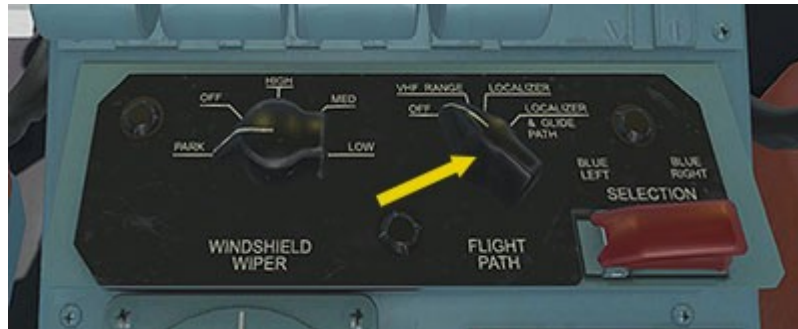 HIGH
OFF
MED
PARK
LOW
WINDSHIELD
WIPER
VHF RANGE
LOCALIZER
OFF
LOCALIZER
& GLIDE
PATH
FLIGHT
PATH
BLUE
LEFT
BLUE
RIGHT
SELECTION